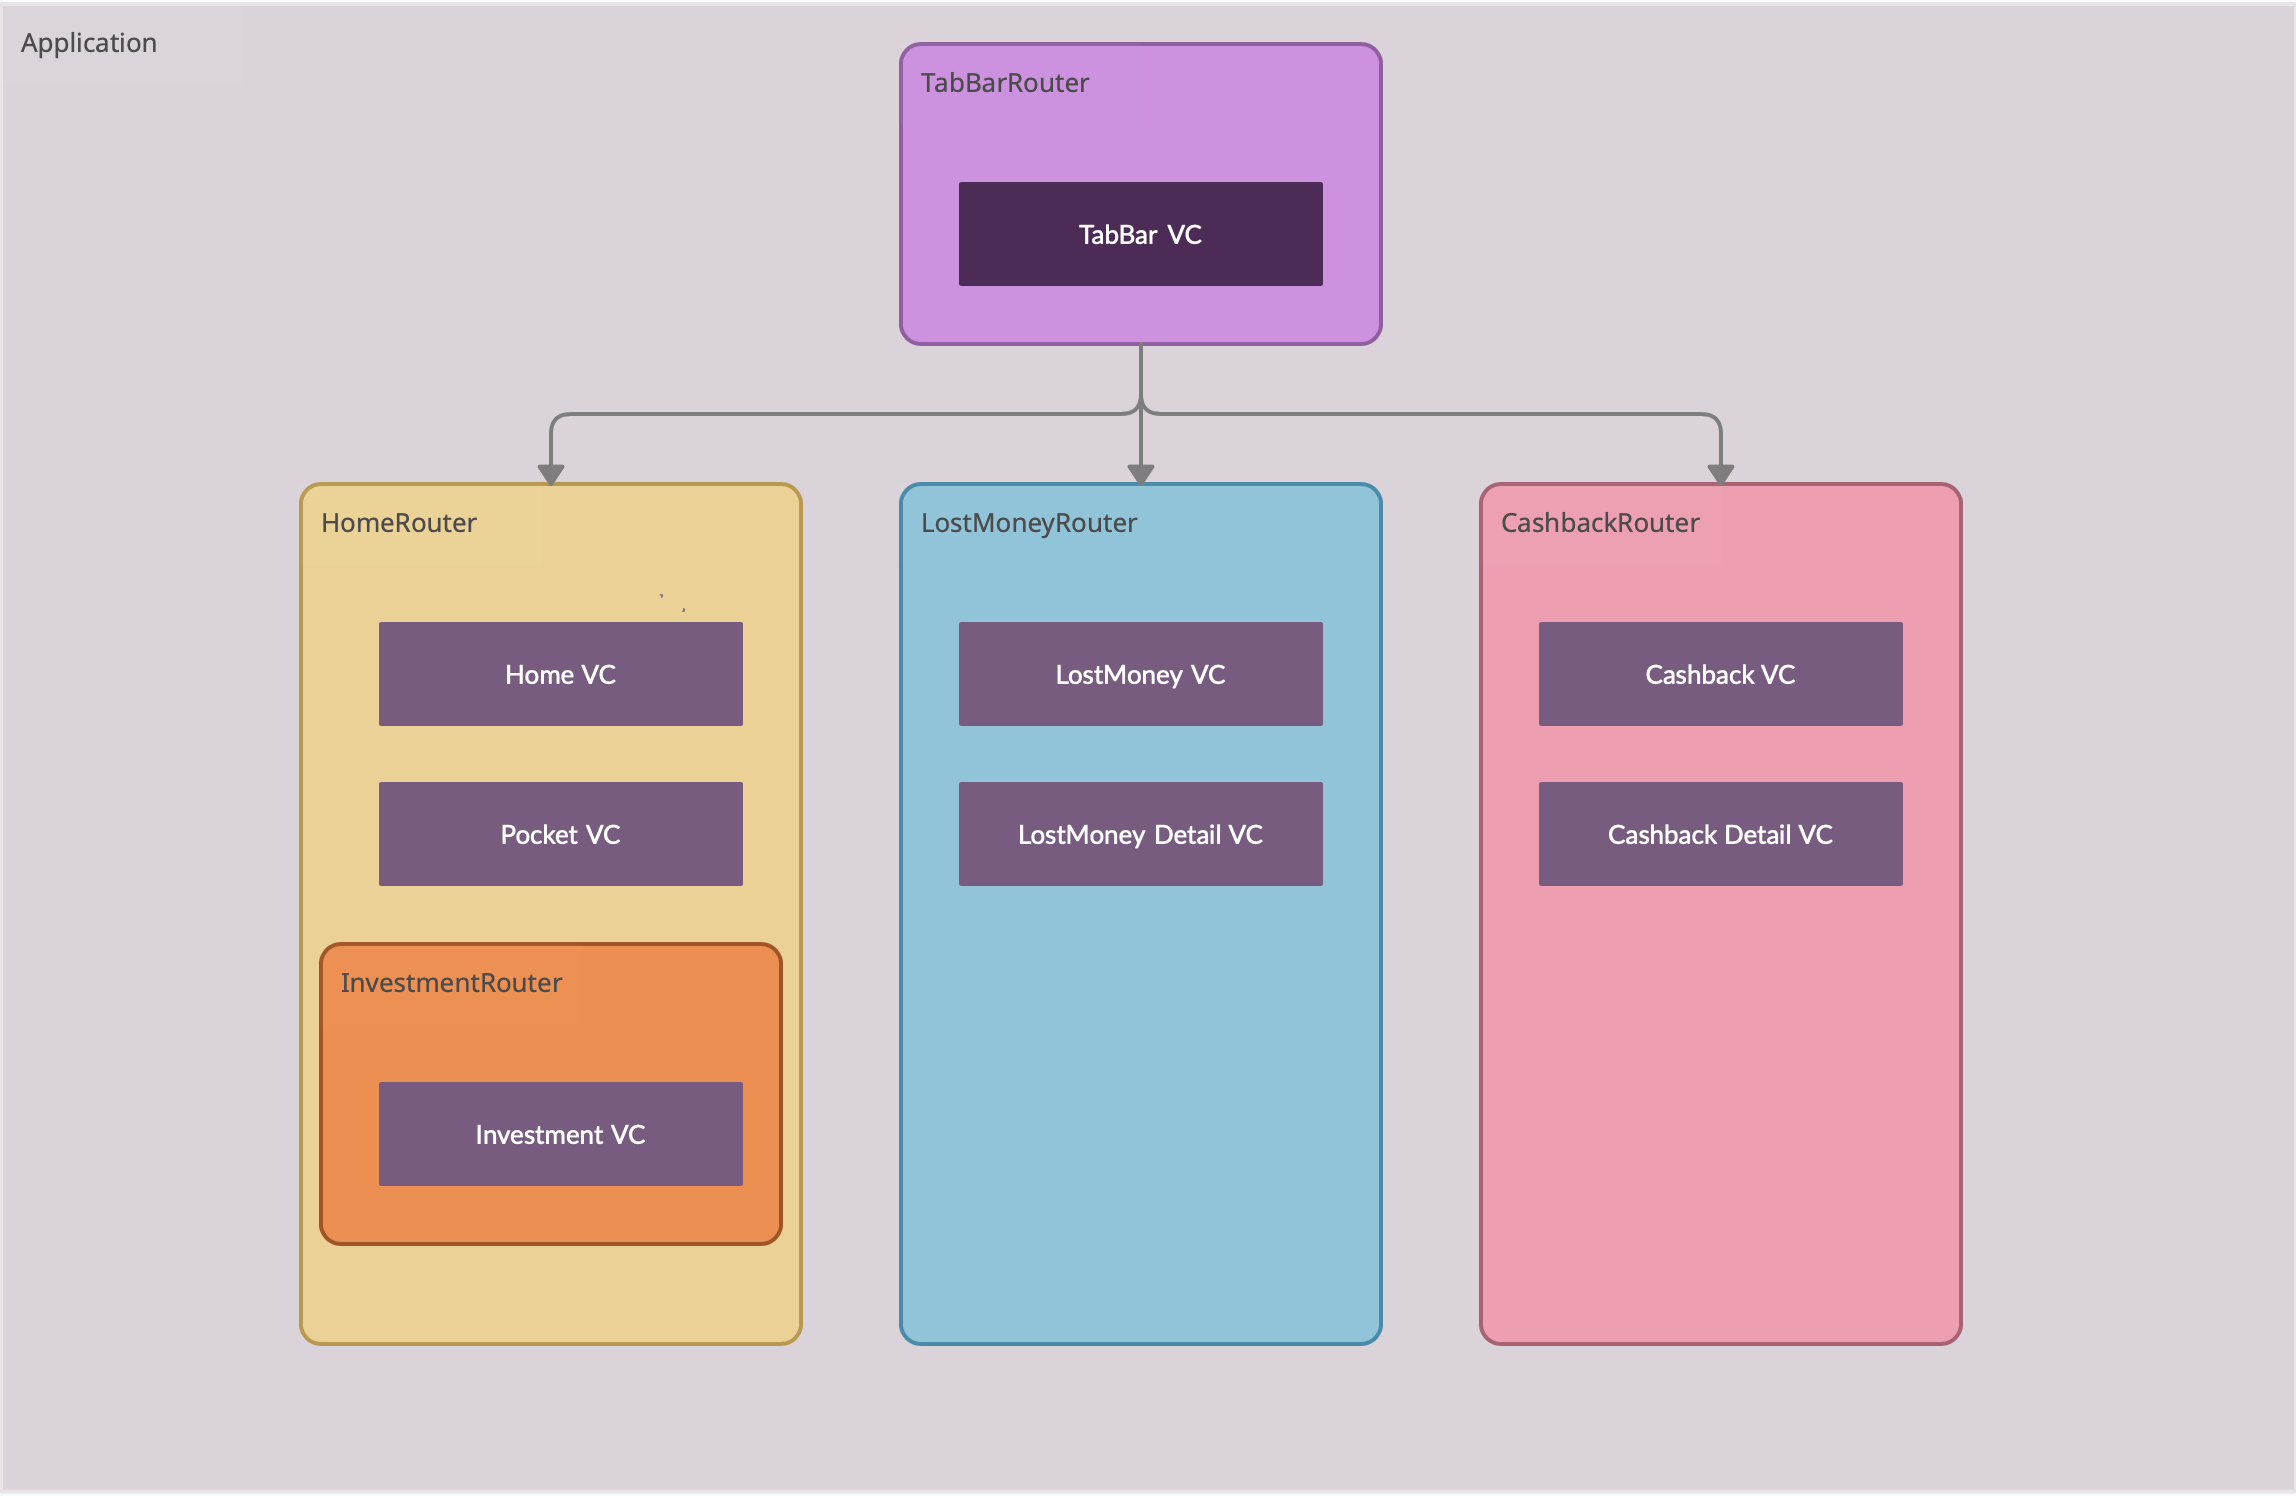 Application
TabBarRouter
TabBar VC
HomeRouter
Home VC
Pocket VC
InvestmentRouter
Investment VC
LostMoneyRouter
LostMoney VC
LostMoney Detail VC
CashbackRouter
Cashback VC
Cashback Detail VC